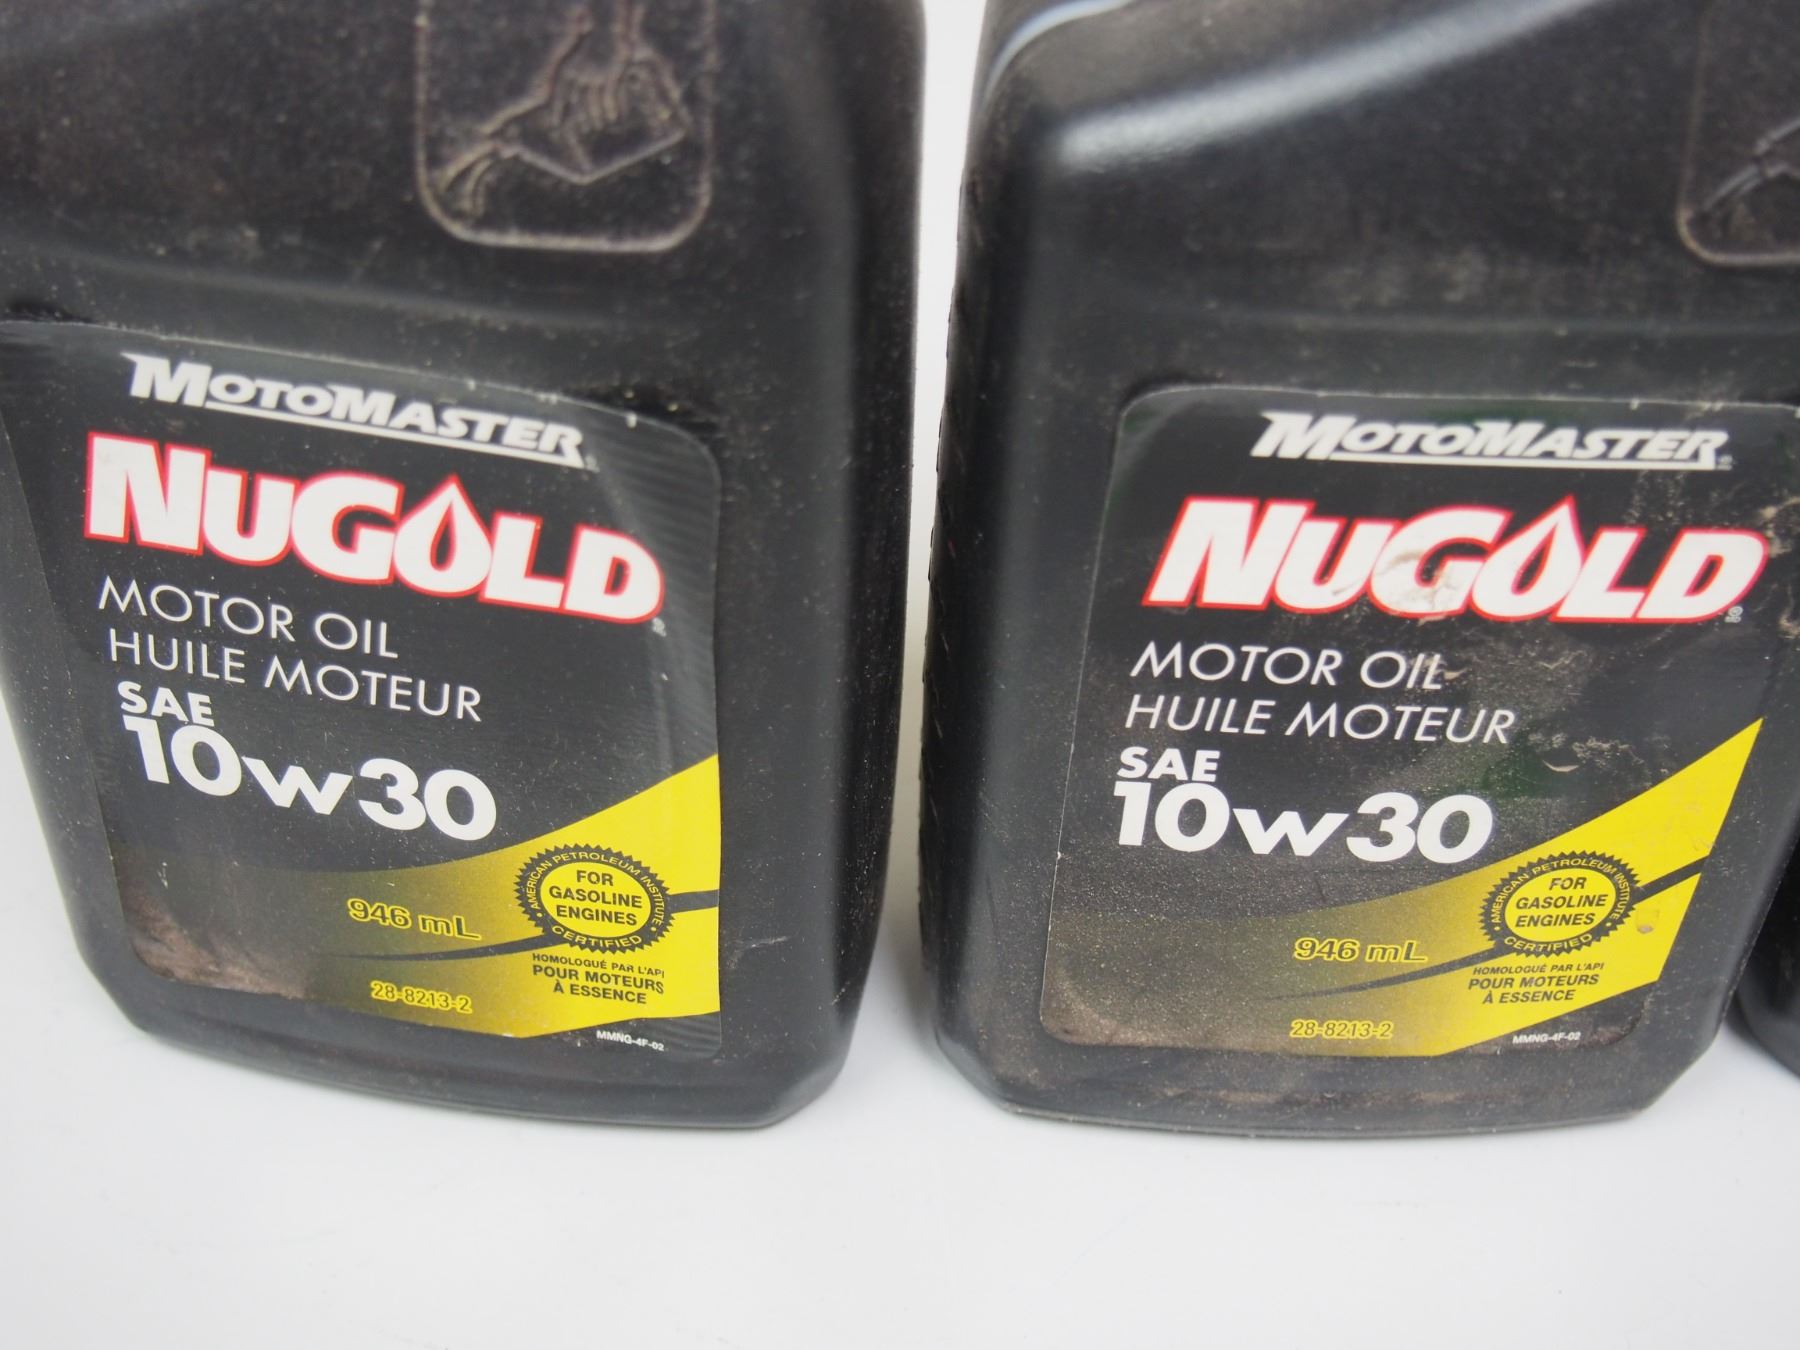 MOTOMASTER
NUGOLD
MOTOR OIL
HUILE MOTEUR
SAE
10w30
946 mL
AMERICAN PETROLEUM INSTITUTE
FOR
GASOLINE
ENGINES
CERTIFIED
HOMOLOGUÉ PAR L'API
POUR MOTEURS
À ESSENCE
28-8213-2
MMNG-4F-02
MOTOMASTER
NUGOLD
MOTOR OIL
HUILE MOTEUR
SAE
10w30
946 mL
AMERICAN PETROLEUM INSTITUTE
FOR
GASOLINE
ENGINES
CERTIFIED
HOMOLOGUÉ PAR L'API
POUR MOTEURS
À ESSENCE
28-8213-2
MMNG-4F-02